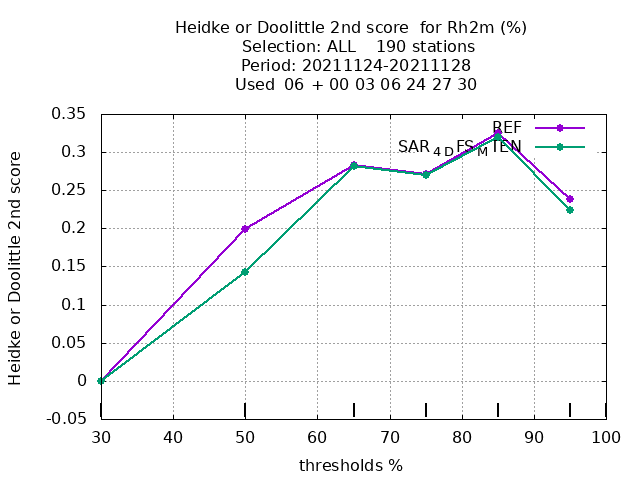 Heidke or Doolittle 2nd score  for Rh2m (%)
Selection: ALL    190 stations
Period: 20211124-20211128
Used  06  + 00 03 06 24 27 30
Heidke or Doolittle 2nd score
0.35
0.3
0.25
0.2
0.15
0.1
0.05
0
-0.05
REF
SAR4DFSMTEN
30 40 50 60 70 80 90 100
thresholds %